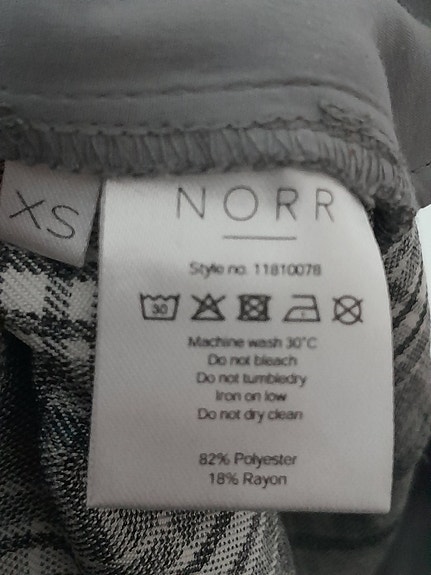 XS
NORR
Style no. 11810078
30
Machine wash 30°C
Do not bleach
Do not tumbledry
Iron on low
Do not dry clean
82% Polyester
18% Rayon